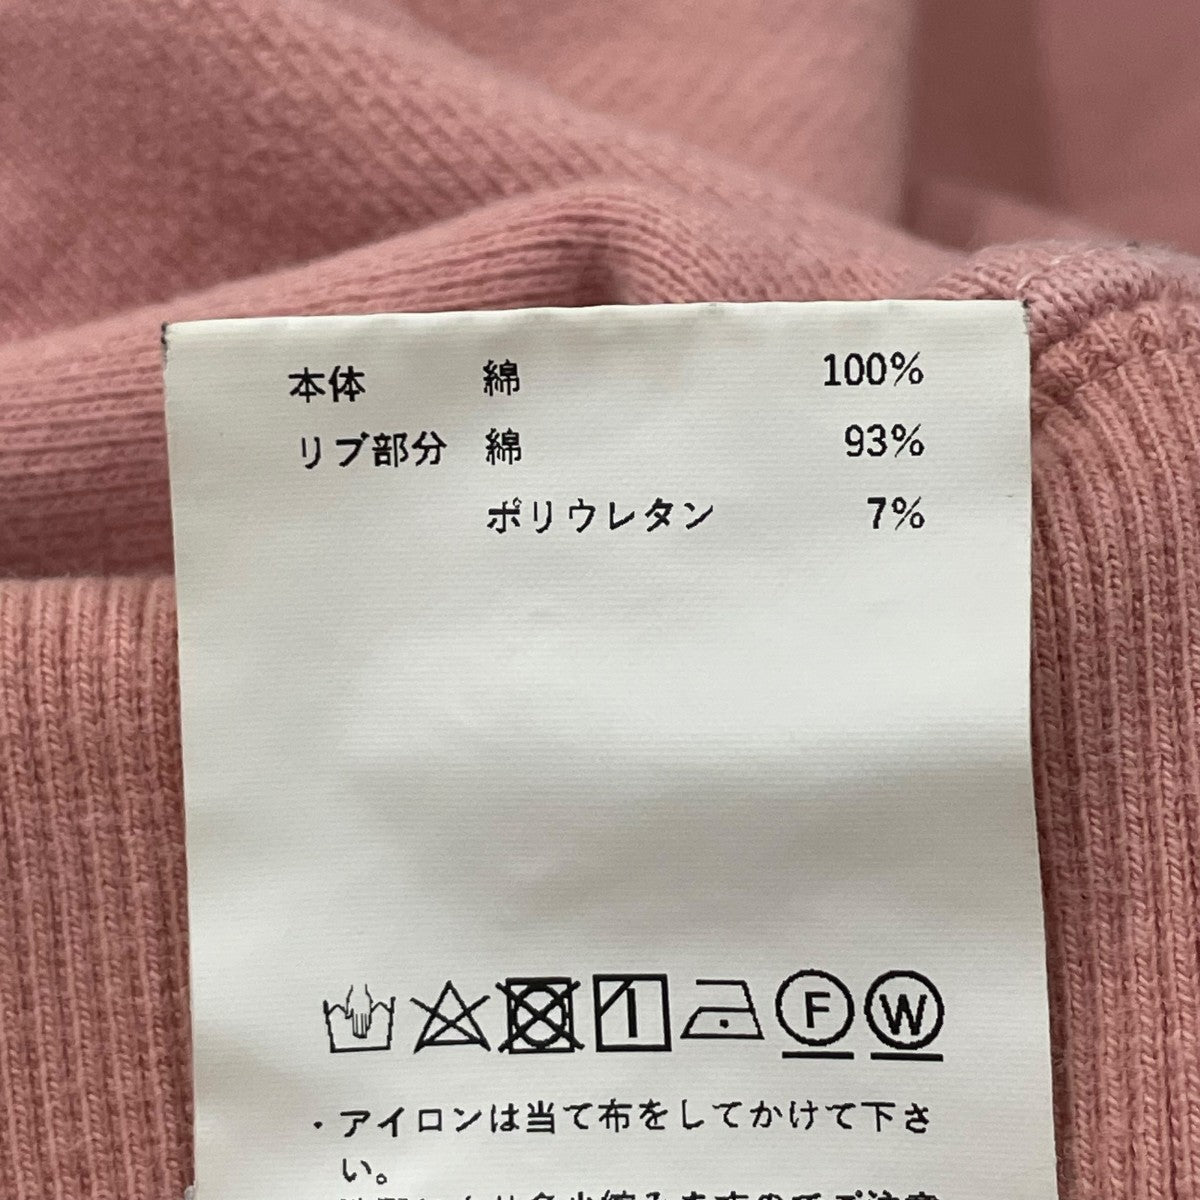 本体 綿 100%
リブ部分 綿 93%
ポリウレタン 7%
F W
・アイロンは当て布をしてかけて下さ
い。